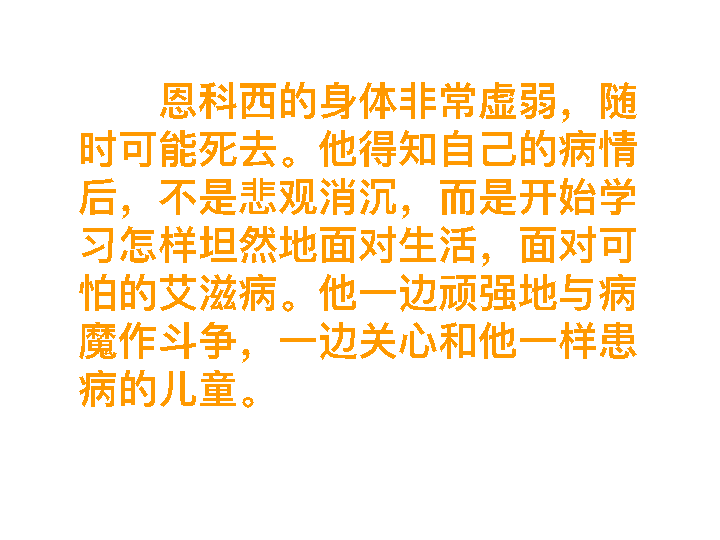 恩科西的身体非常虚弱，随
时可能死去。他得知自己的病情
后，不是悲观消沉，而是开始学
习怎样坦然地面对生活，面对可
怕的艾滋病。他一边顽强地与病
魔作斗争，一边关心和他一样患
病的儿童。